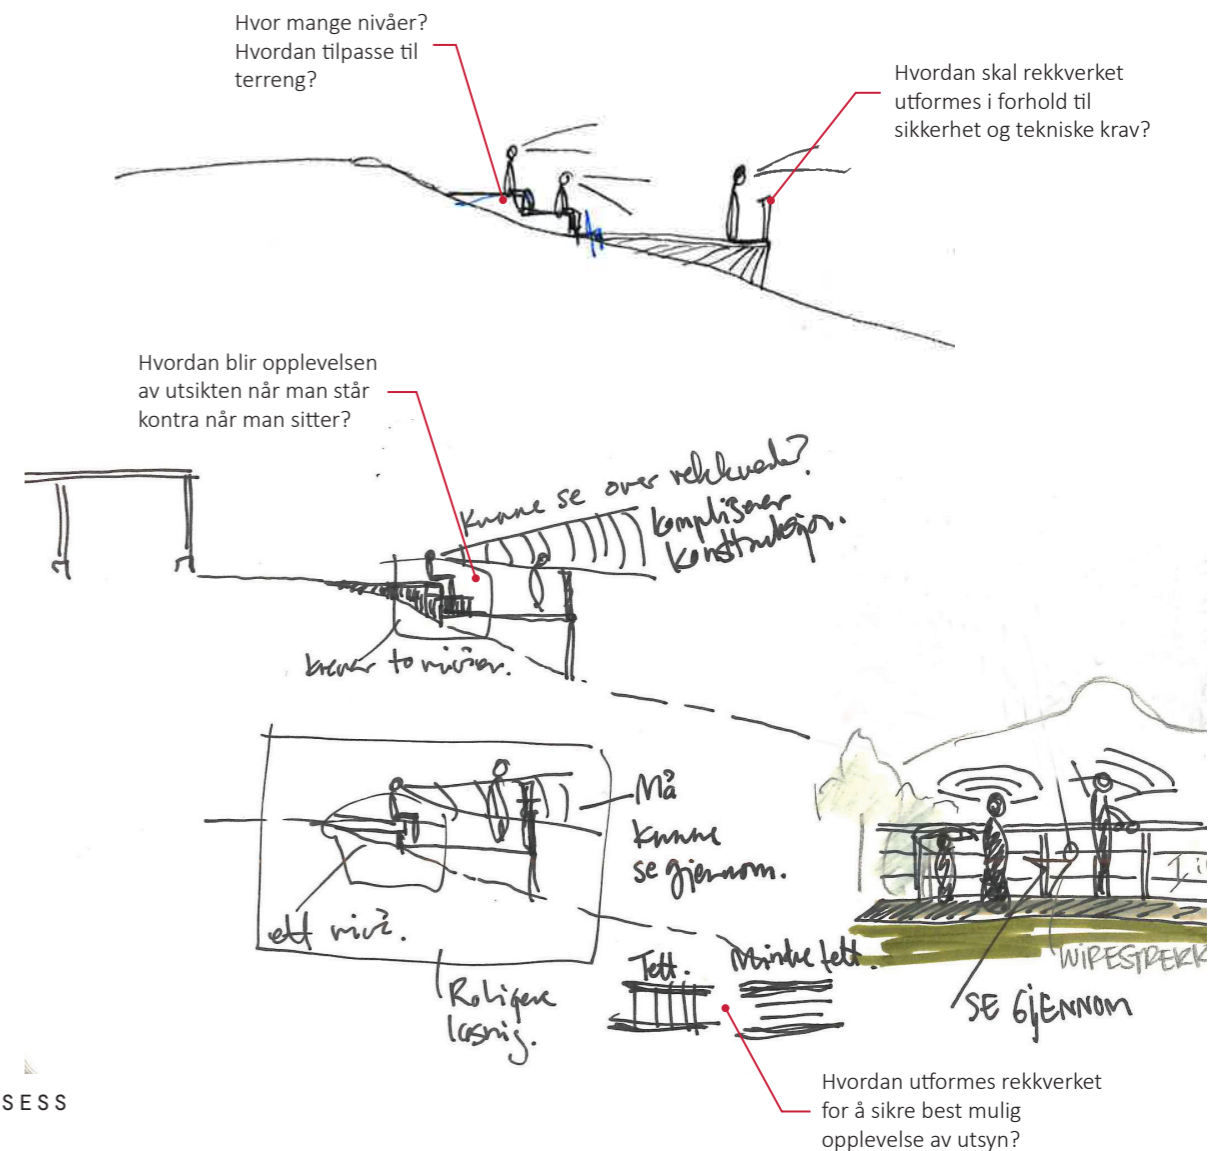 Hvor mange nivåer?
Hvordan tilpasse til
terreng?
Hvordan skal rekkverket
utformes i forhold til
sikkerhet og tekniske krav?
Hvordan blir opplevelsen
av utsikten når man står
kontra når man sitter?
Kunne se over rekkverket?
kompliserer
konstruksjon.
krever to nivåer.
Må
kunne
se gjennom.
ett nivå.
Roligere
løsnig.
Tett.
Mindre tett.
WIRESTREKK
SE GJENNOM
Hvordan utformes rekkverket
for å sikre best mulig
opplevelse av utsyn?
SESS